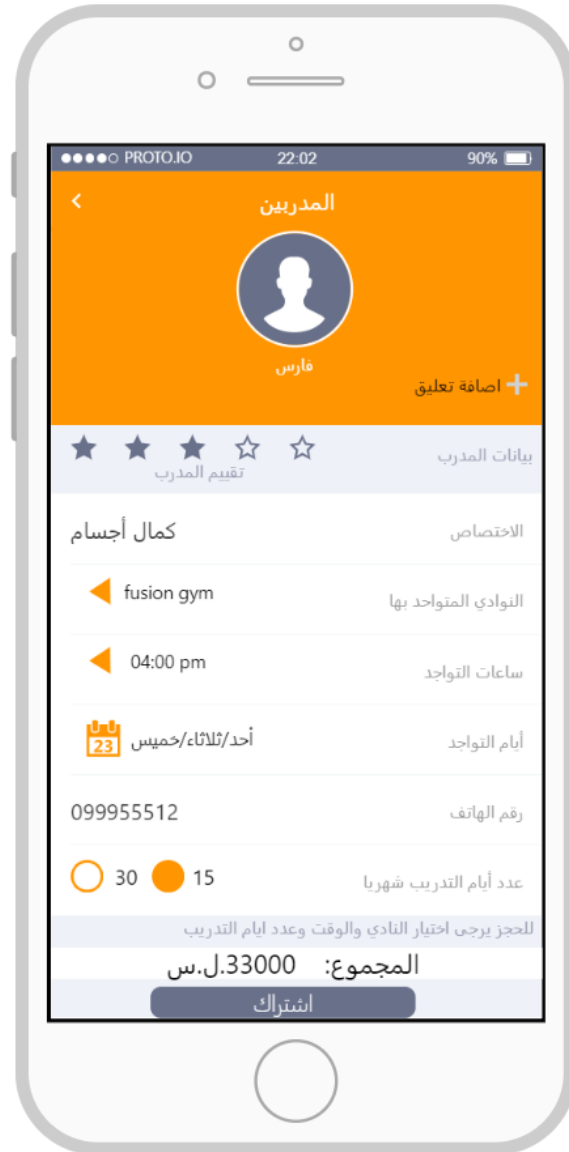 PROTO.IO 22:02 90%
المدربين
فارس
اضافة تعليق
بيانات المدرب
تقييم المدرب
الاختصاص كمال أجسام
النوادي المتواحد بها fusion gym
ساعات التواجد 04:00 pm
أيام التواجد أحد/ثلاثاء/خميس 23
رقم الهاتف 099955512
عدد أيام التدريب شهريا 15 30
للحجز يرجى اختيار النادي والوقت وعدد ايام التدريب
المجموع: 33000.ل.س
اشتراك